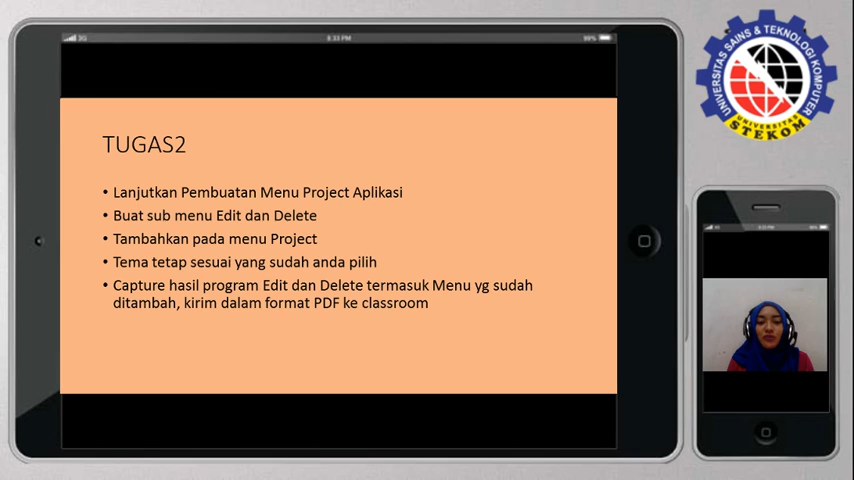 3G
8:33 PM
99%
TUGAS2
• Lanjutkan Pembuatan Menu Project Aplikasi
• Buat sub menu Edit dan Delete
• Tambahkan pada menu Project
• Tema tetap sesuai yang sudah anda pilih
• Capture hasil program Edit dan Delete termasuk Menu yg sudah
ditambah, kirim dalam format PDF ke classroom
UNIVERSITAS SAINS & TEKNOLOGI KOMPUTER
UNIVERSITAS
STEKOM